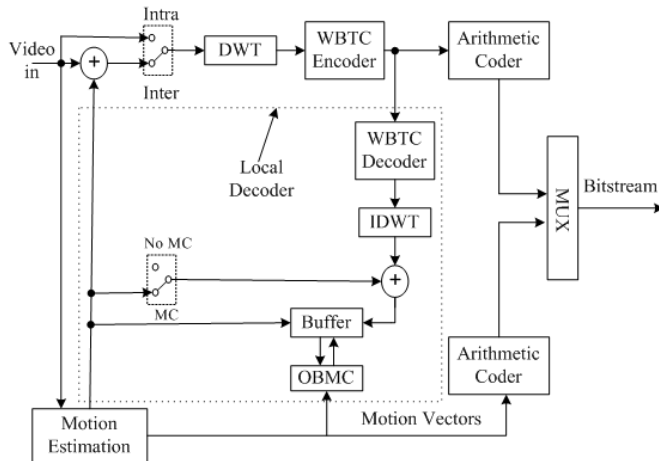 Intra
Video
in
+
Inter
DWT
WBTC
Encoder
Arithmetic
Coder
Local
Decoder
WBTC
Decoder
IDWT
MUX
Bitstream
No MC
MC
+
Buffer
OBMC
Arithmetic
Coder
Motion
Estimation
Motion Vectors